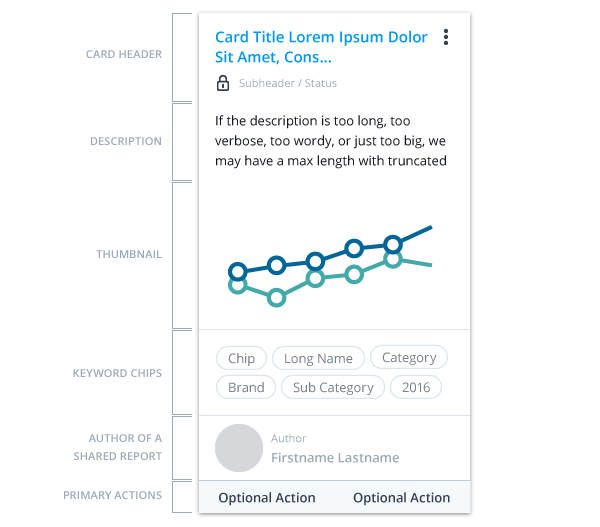 CARD HEADER
Card Title Lorem Ipsum Dolor
Sit Amet, Cons...
Subheader / Status
DESCRIPTION
If the description is too long, too
verbose, too wordy, or just too big, we
may have a max length with truncated
THUMBNAIL
KEYWORD CHIPS
Chip Long Name Category
Brand Sub Category 2016
AUTHOR OF A
SHARED REPORT
Author
Firstname Lastname
PRIMARY ACTIONS
Optional Action Optional Action